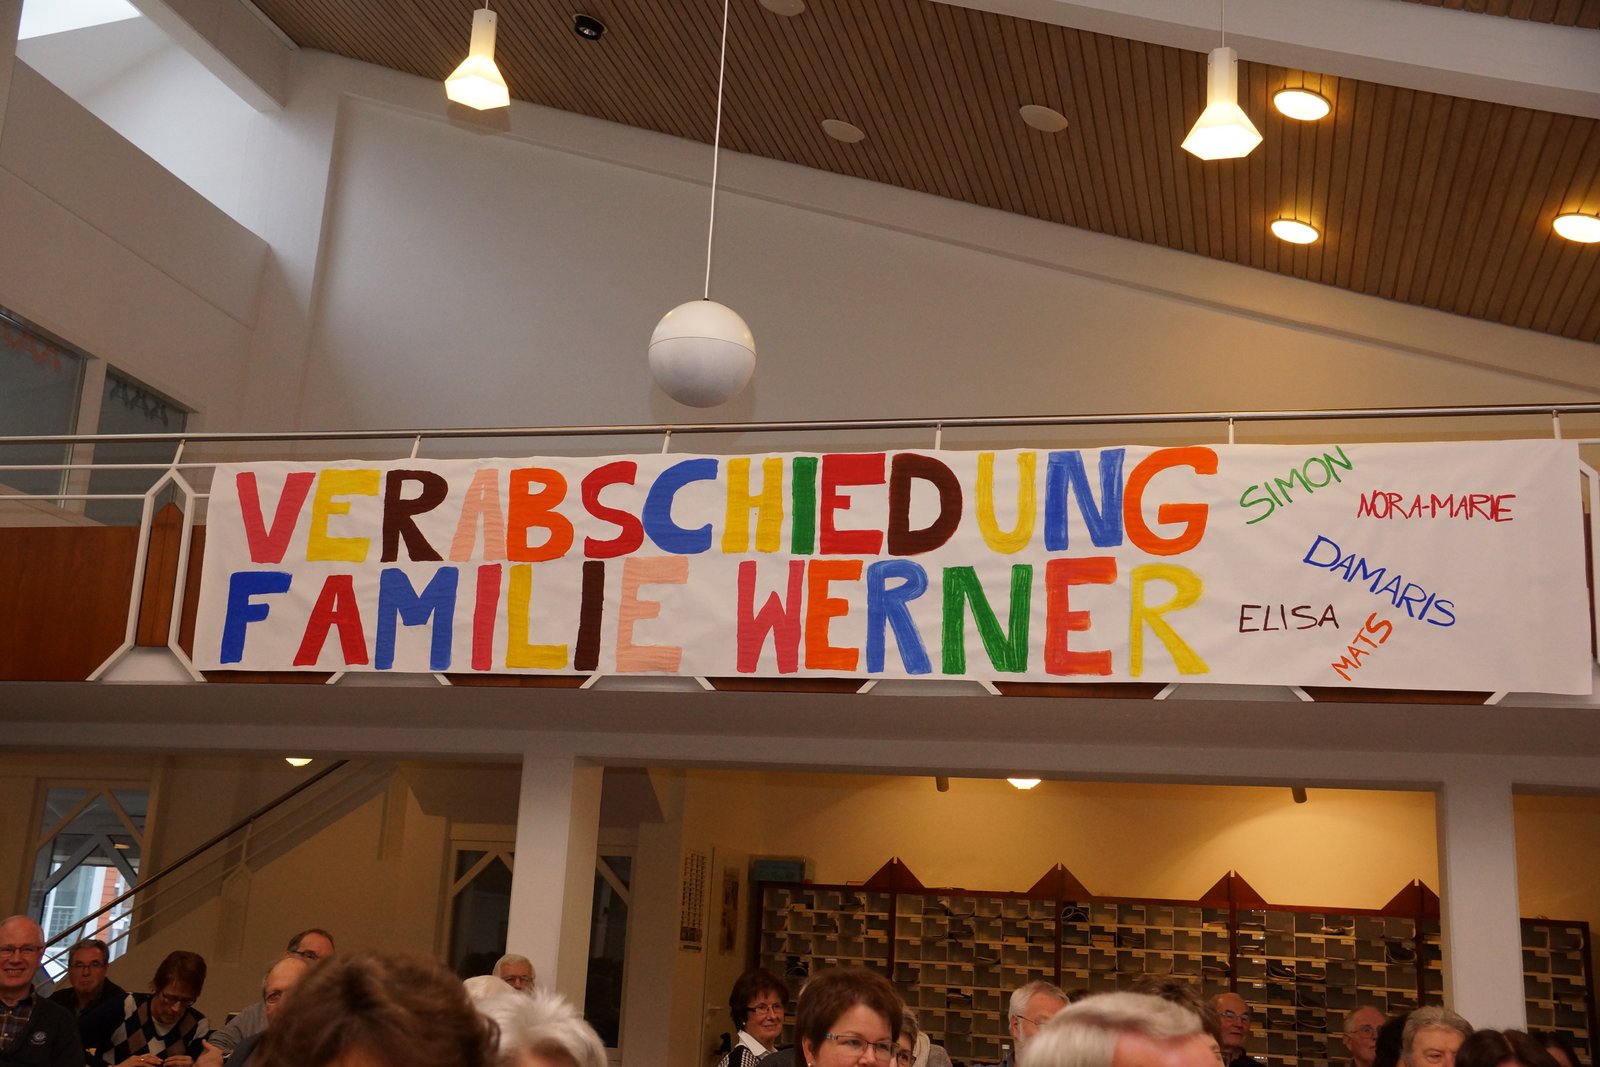 VERABSCHIEDUNG
FAMILIE WERNER
SIMON
NORA-MARIE
DAMARIS
ELISA
MATS